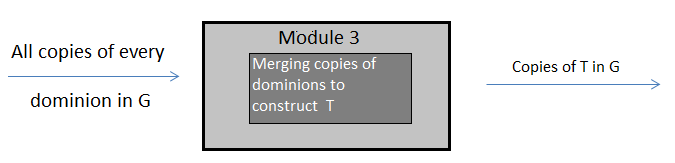 All copies of every
dominion in G
Module 3
Merging copies of
dominions to
construct T
Copies of T in G